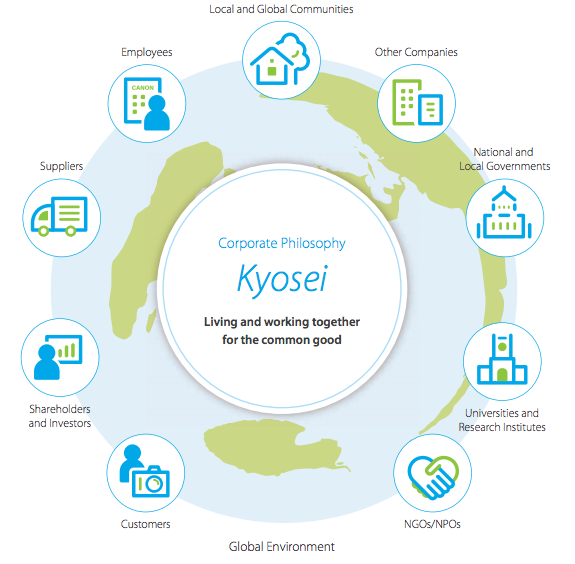 Local and Global Communities
Employees
Other Companies
CANON
National and
Local Governments
Suppliers
Corporate Philosophy
Kyosei
Living and working together
for the common good
Shareholders
and Investors
Universities and
Research Institutes
Customers
NGOs/NPOs
Global Environment